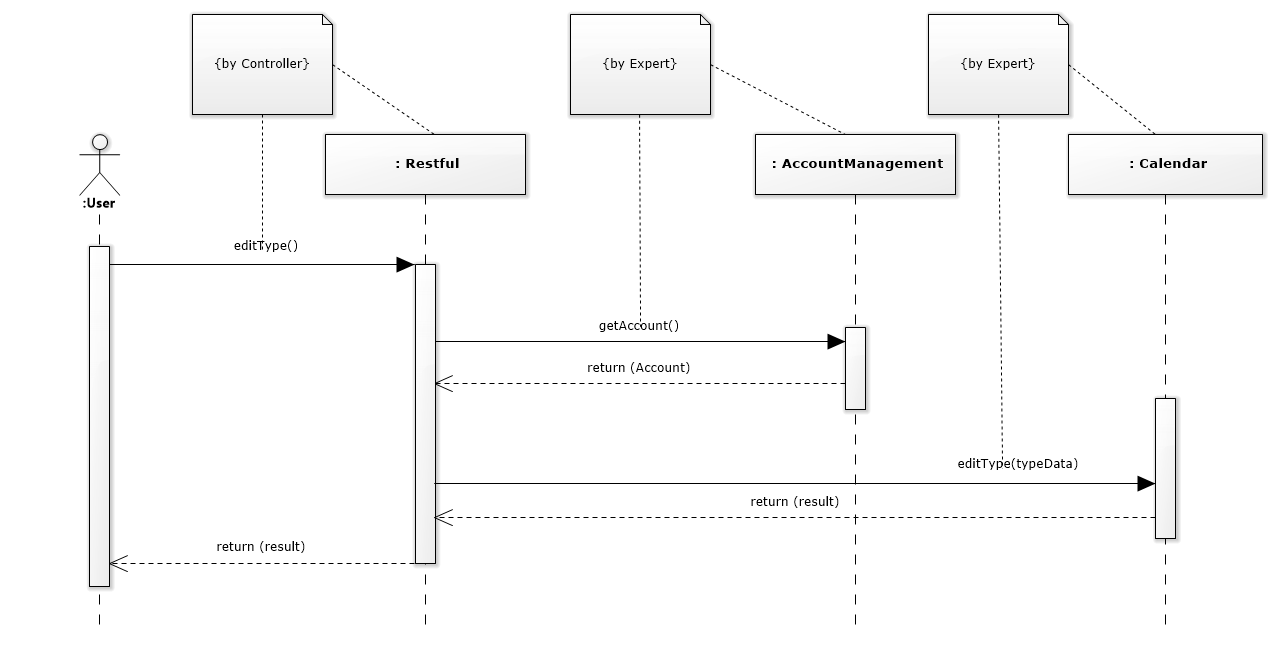 {by Controller}
{by Expert}
{by Expert}
: Restful
: AccountManagement
: Calendar
:User
editType()
getAccount()
return (Account)
editType(typeData)
return (result)
return (result)